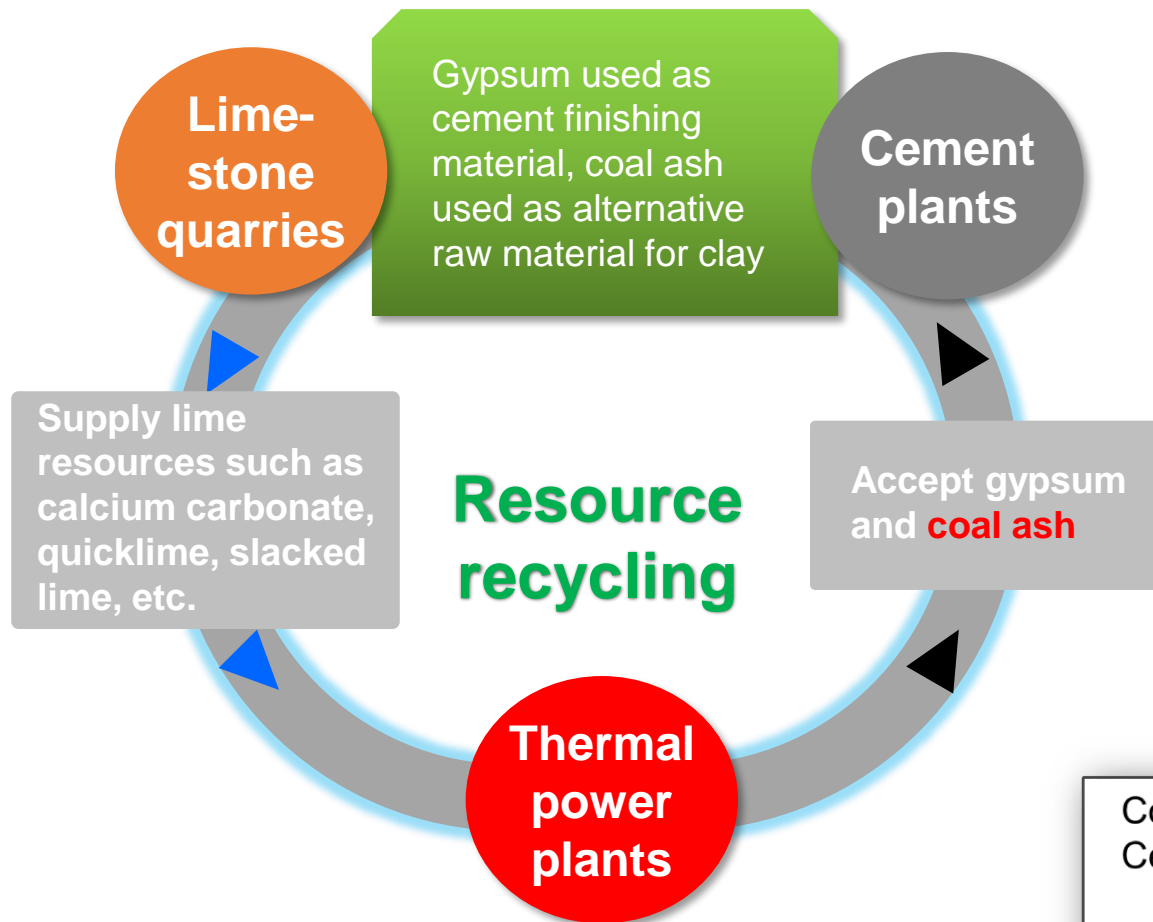 Lime-
stone
quarries
Gypsum used as
cement finishing
material, coal ash
used as alternative
raw material for clay
Cement
plants
Supply lime
resources such as
calcium carbonate,
quicklime, slacked
lime, etc.
Resource
recycling
Accept gypsum
and coal ash
Thermal
power
plants